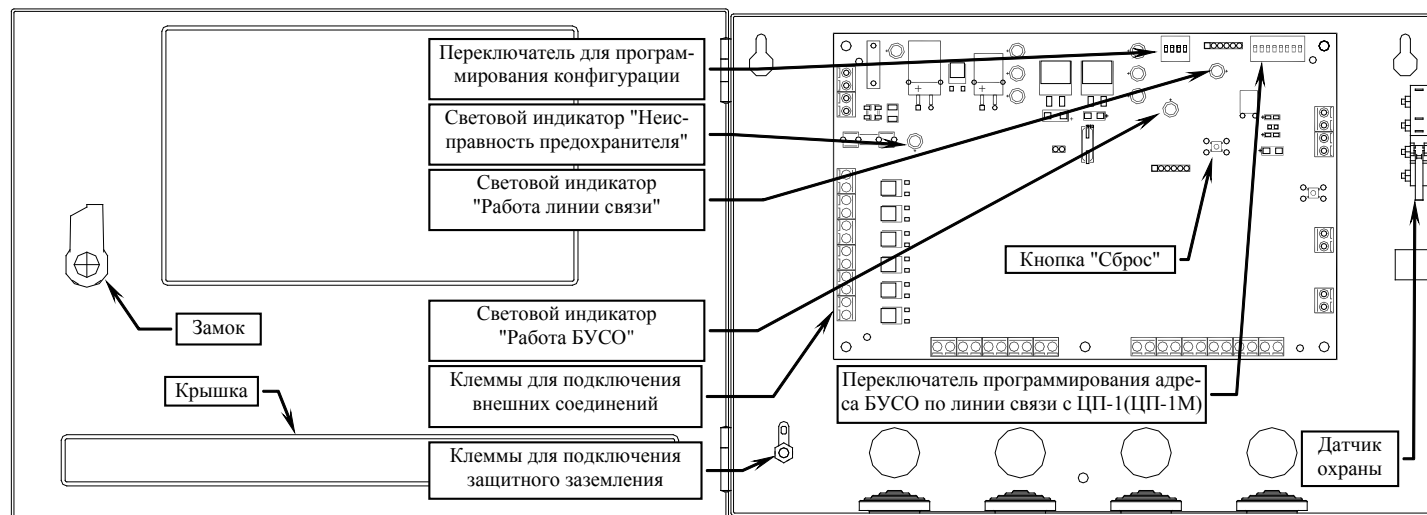 Переключатель для програм-
мирования конфигурации
Световой индикатор "Неис-
правность предохранителя"
Световой индикатор
"Работа линии связи"
Кнопка "Сброс"
Замок
Световой индикатор
"Работа БУСО"
Крышка
Клеммы для подключения
внешних соединений
Переключатель программирования адре-
са БУСО по линии связи с ЦП-1(ЦП-1М)
Клеммы для подключения
защитного заземления
Датчик
охраны